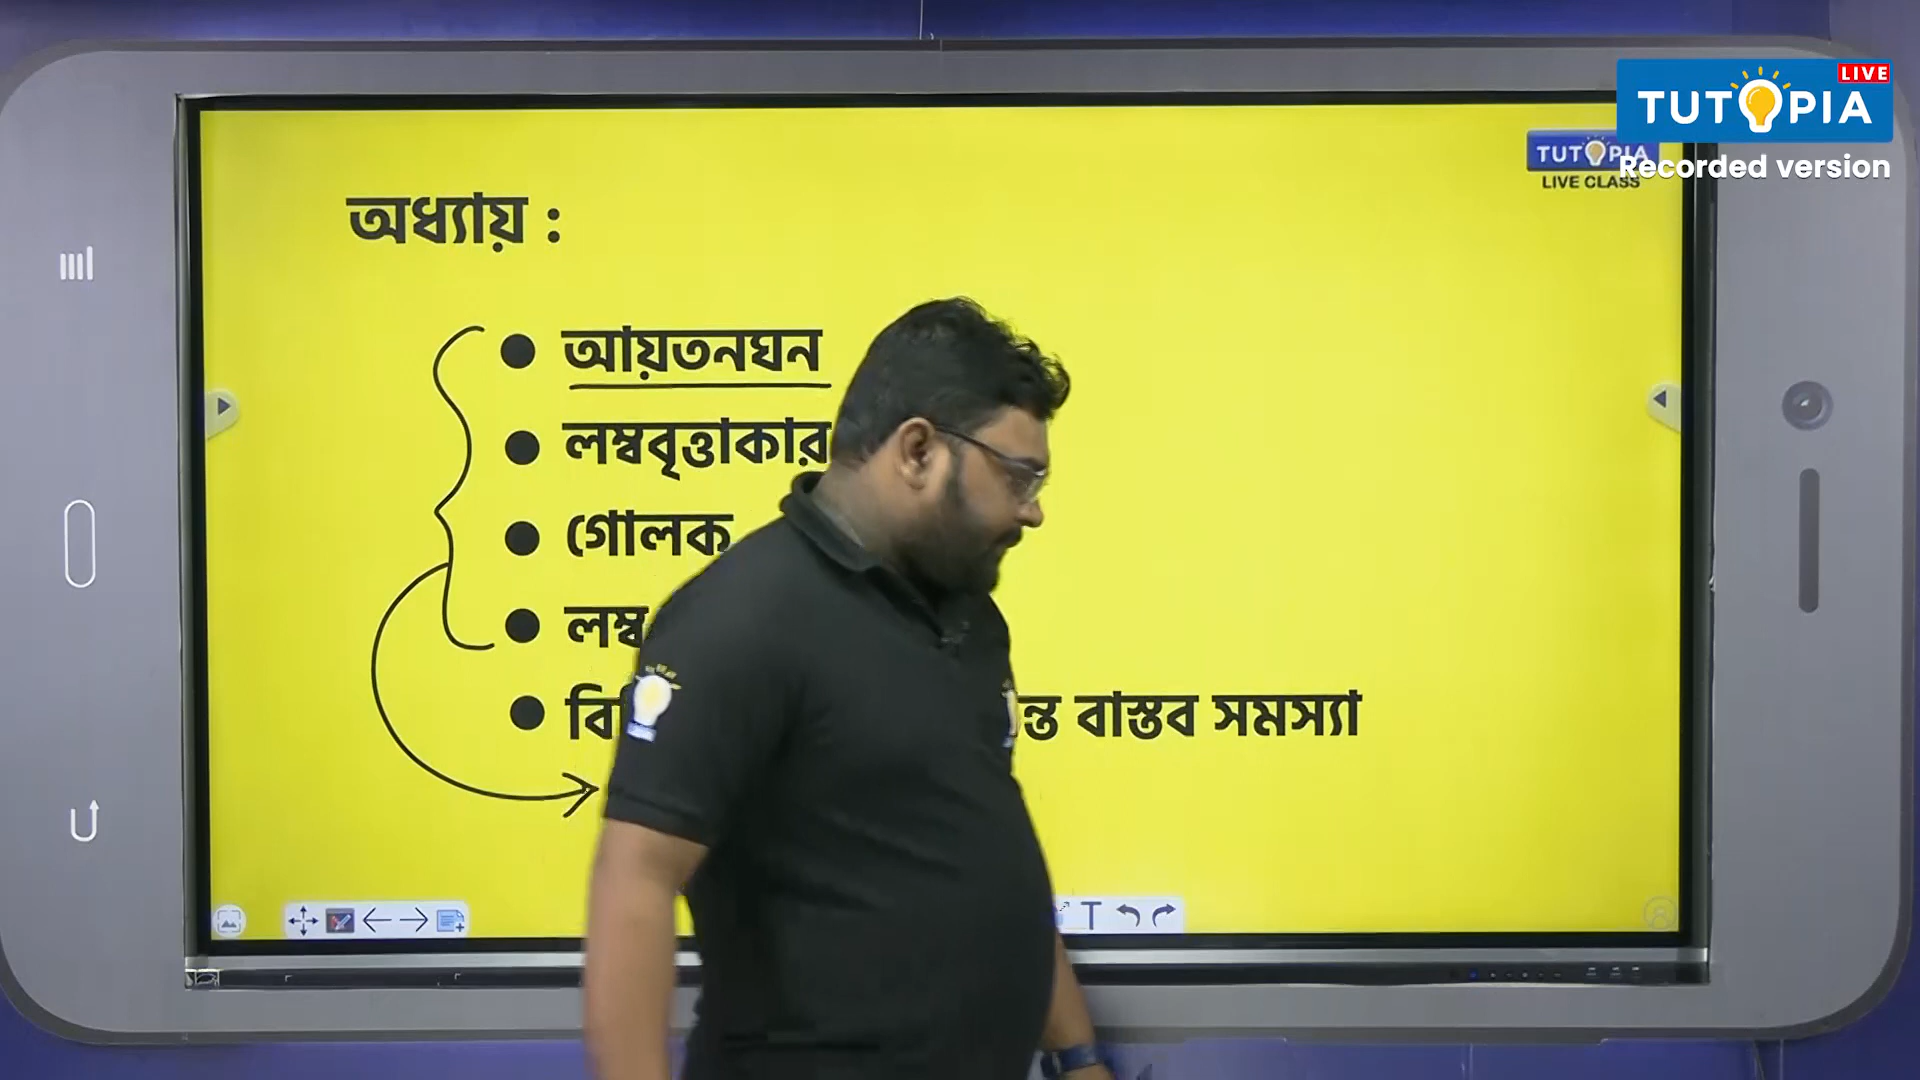 LIVE
TUTOPIA
TUTOPIA
Recorded version
LIVE CLASS
অধ্যায় :
আয়তনঘন
লম্ববৃত্তাকার
গোলক
লম্ব
বাস্তব সমস্যা
T